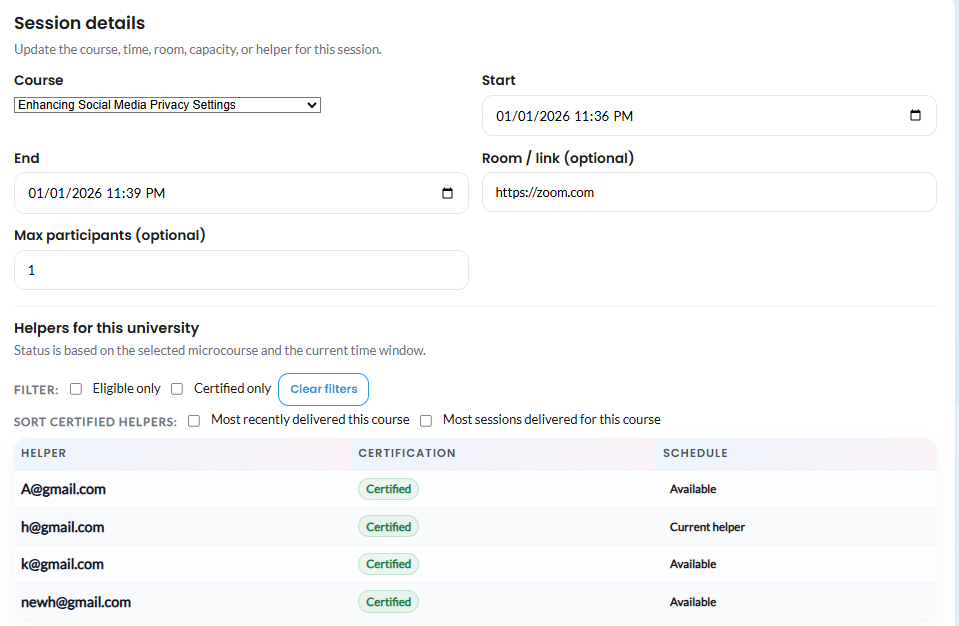 Session details
Update the course, time, room, capacity, or helper for this session.
Course
Start
Enhancing Social Media Privacy Settings
01/01/2026 11:36 PM
End
Room / link (optional)
01/01/2026 11:39 PM
https://zoom.com
Max participants (optional)
1
Helpers for this university
Status is based on the selected microcourse and the current time window.
FILTER: Eligible only Certified only Clear filters
SORT CERTIFIED HELPERS: Most recently delivered this course Most sessions delivered for this course
HELPER CERTIFICATION SCHEDULE
A@gmail.com Certified Available
h@gmail.com Certified Current helper
k@gmail.com Certified Available
newh@gmail.com Certified Available